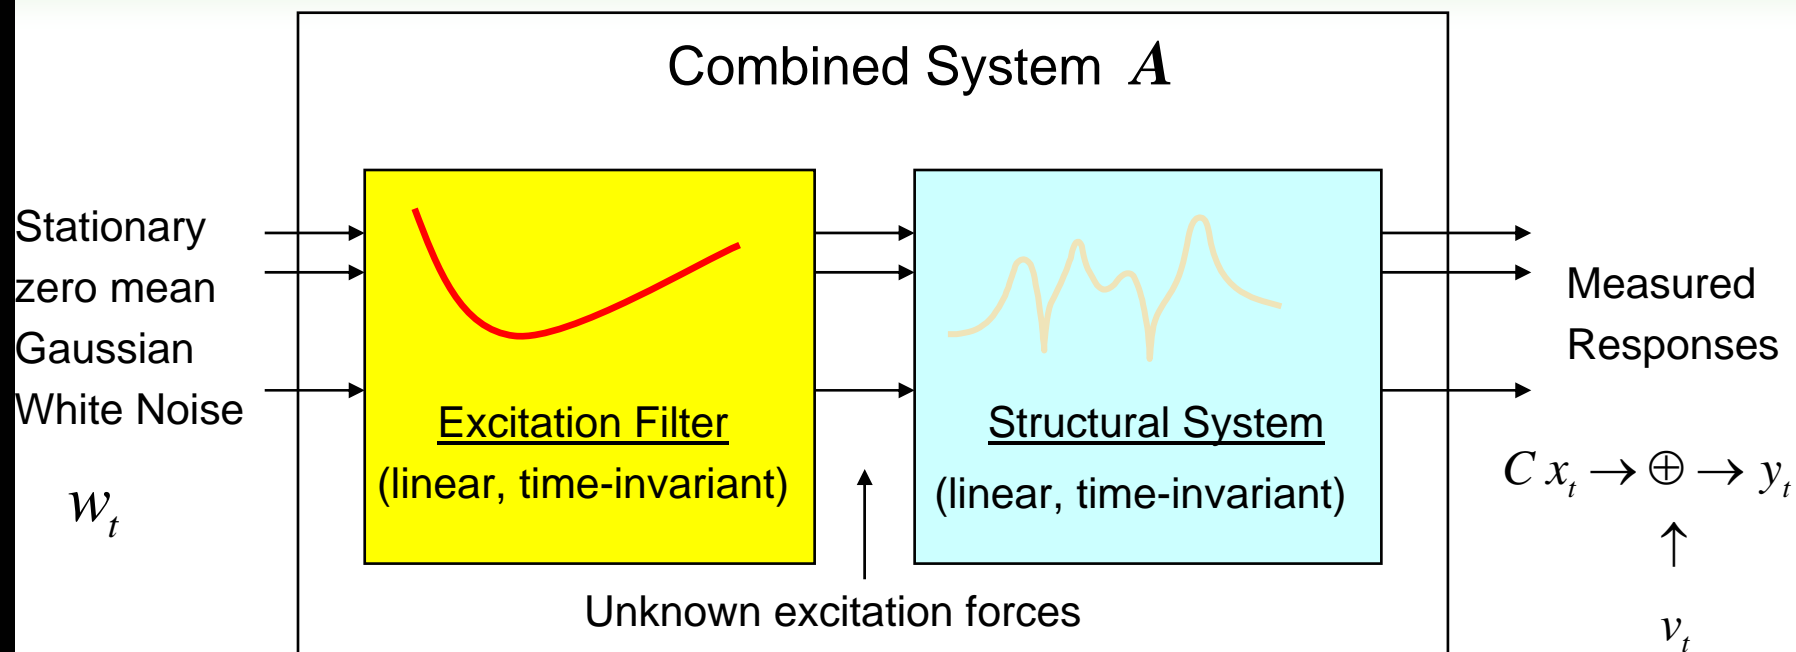 Combined System A
Stationary
zero mean
Gaussian
White Noise
w_t
Excitation Filter
(linear, time-invariant)
Structural System
(linear, time-invariant)
Unknown excitation forces
Measured
Responses
C x_t → ⊕ → y_t
↑
v_t